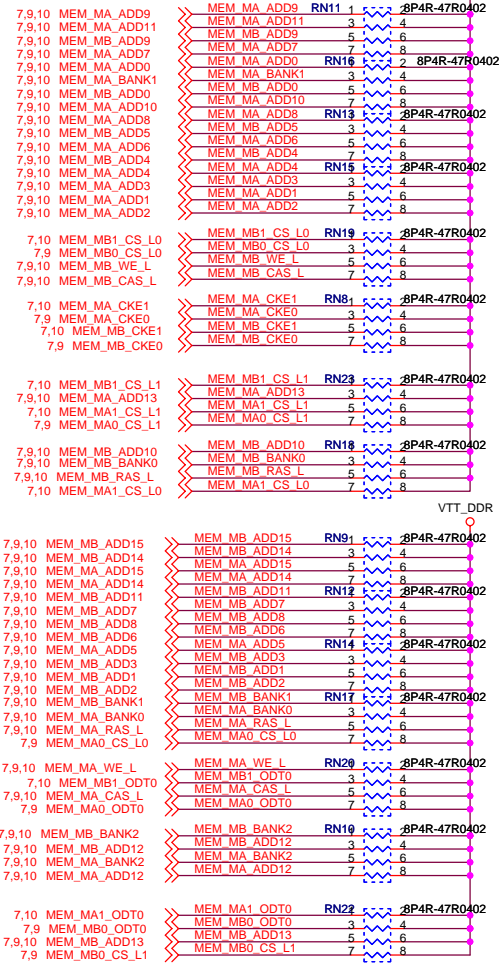 7,9,10 MEM_MA_ADD9 MEM_MA_ADD9 RN11 1 2 8P4R-47R0402
7,9,10 MEM_MA_ADD11 MEM_MA_ADD11 3 4
7,9,10 MEM_MB_ADD9 MEM_MB_ADD9 5 6
7,9,10 MEM_MA_ADD7 MEM_MA_ADD7 7 8
7,9,10 MEM_MA_ADD0 MEM_MA_ADD0 RN16 1 2 8P4R-47R0402
7,9,10 MEM_MA_BANK1 MEM_MA_BANK1 3 4
7,9,10 MEM_MB_ADD0 MEM_MB_ADD0 5 6
7,9,10 MEM_MA_ADD10 MEM_MA_ADD10 7 8
7,9,10 MEM_MA_ADD8 MEM_MA_ADD8 RN13 1 2 8P4R-47R0402
7,9,10 MEM_MB_ADD5 MEM_MB_ADD5 3 4
7,9,10 MEM_MA_ADD6 MEM_MA_ADD6 5 6
7,9,10 MEM_MB_ADD4 MEM_MB_ADD4 7 8
7,9,10 MEM_MA_ADD4 MEM_MA_ADD4 RN15 1 2 8P4R-47R0402
7,9,10 MEM_MA_ADD3 MEM_MA_ADD3 3 4
7,9,10 MEM_MA_ADD1 MEM_MA_ADD1 5 6
7,9,10 MEM_MA_ADD2 MEM_MA_ADD2 7 8
7,10 MEM_MB1_CS_L0 MEM_MB1_CS_L0 RN19 1 2 8P4R-47R0402
7,9 MEM_MB0_CS_L0 MEM_MB0_CS_L0 3 4
7,9,10 MEM_MB_WE_L MEM_MB_WE_L 5 6
7,9,10 MEM_MB_CAS_L MEM_MB_CAS_L 7 8
7,10 MEM_MA_CKE1 MEM_MA_CKE1 RN8 1 2 8P4R-47R0402
7,9 MEM_MA_CKE0 MEM_MA_CKE0 3 4
7,10 MEM_MB_CKE1 MEM_MB_CKE1 5 6
7,9 MEM_MB_CKE0 MEM_MB_CKE0 7 8
7,10 MEM_MB1_CS_L1 MEM_MB1_CS_L1 RN23 1 2 8P4R-47R0402
7,9,10 MEM_MA_ADD13 MEM_MA_ADD13 3 4
7,10 MEM_MA1_CS_L1 MEM_MA1_CS_L1 5 6
7,9 MEM_MA0_CS_L1 MEM_MA0_CS_L1 7 8
7,9,10 MEM_MB_ADD10 MEM_MB_ADD10 RN18 1 2 8P4R-47R0402
7,9,10 MEM_MB_BANK0 MEM_MB_BANK0 3 4
7,9,10 MEM_MB_RAS_L MEM_MB_RAS_L 5 6
7,10 MEM_MA1_CS_L0 MEM_MA1_CS_L0 7 8
VTT_DDR
7,9,10 MEM_MB_ADD15 MEM_MB_ADD15 RN9 1 2 8P4R-47R0402
7,9,10 MEM_MB_ADD14 MEM_MB_ADD14 3 4
7,9,10 MEM_MA_ADD15 MEM_MA_ADD15 5 6
7,9,10 MEM_MA_ADD14 MEM_MA_ADD14 7 8
7,9,10 MEM_MB_ADD11 MEM_MB_ADD11 RN12 1 2 8P4R-47R0402
7,9,10 MEM_MB_ADD7 MEM_MB_ADD7 3 4
7,9,10 MEM_MB_ADD8 MEM_MB_ADD8 5 6
7,9,10 MEM_MB_ADD6 MEM_MB_ADD6 7 8
7,9,10 MEM_MA_ADD5 MEM_MA_ADD5 RN14 1 2 8P4R-47R0402
7,9,10 MEM_MB_ADD3 MEM_MB_ADD3 3 4
7,9,10 MEM_MB_ADD1 MEM_MB_ADD1 5 6
7,9,10 MEM_MB_ADD2 MEM_MB_ADD2 7 8
7,9,10 MEM_MB_BANK1 MEM_MB_BANK1 RN17 1 2 8P4R-47R0402
7,9,10 MEM_MA_BANK0 MEM_MA_BANK0 3 4
7,9,10 MEM_MA_RAS_L MEM_MA_RAS_L 5 6
7,9 MEM_MA0_CS_L0 MEM_MA0_CS_L0 7 8
7,9,10 MEM_MA_WE_L MEM_MA_WE_L RN20 1 2 8P4R-47R0402
7,10 MEM_MB1_ODT0 MEM_MB1_ODT0 3 4
7,9,10 MEM_MA_CAS_L MEM_MA_CAS_L 5 6
7,9 MEM_MA0_ODT0 MEM_MA0_ODT0 7 8
7,9,10 MEM_MB_BANK2 MEM_MB_BANK2 RN10 1 2 8P4R-47R0402
7,9,10 MEM_MB_ADD12 MEM_MB_ADD12 3 4
7,9,10 MEM_MA_BANK2 MEM_MA_BANK2 5 6
7,9,10 MEM_MA_ADD12 MEM_MA_ADD12 7 8
7,10 MEM_MA1_ODT0 MEM_MA1_ODT0 RN22 1 2 8P4R-47R0402
7,9 MEM_MB0_ODT0 MEM_MB0_ODT0 3 4
7,9,10 MEM_MB_ADD13 MEM_MB_ADD13 5 6
7,9 MEM_MB0_CS_L1 MEM_MB0_CS_L1 7 8